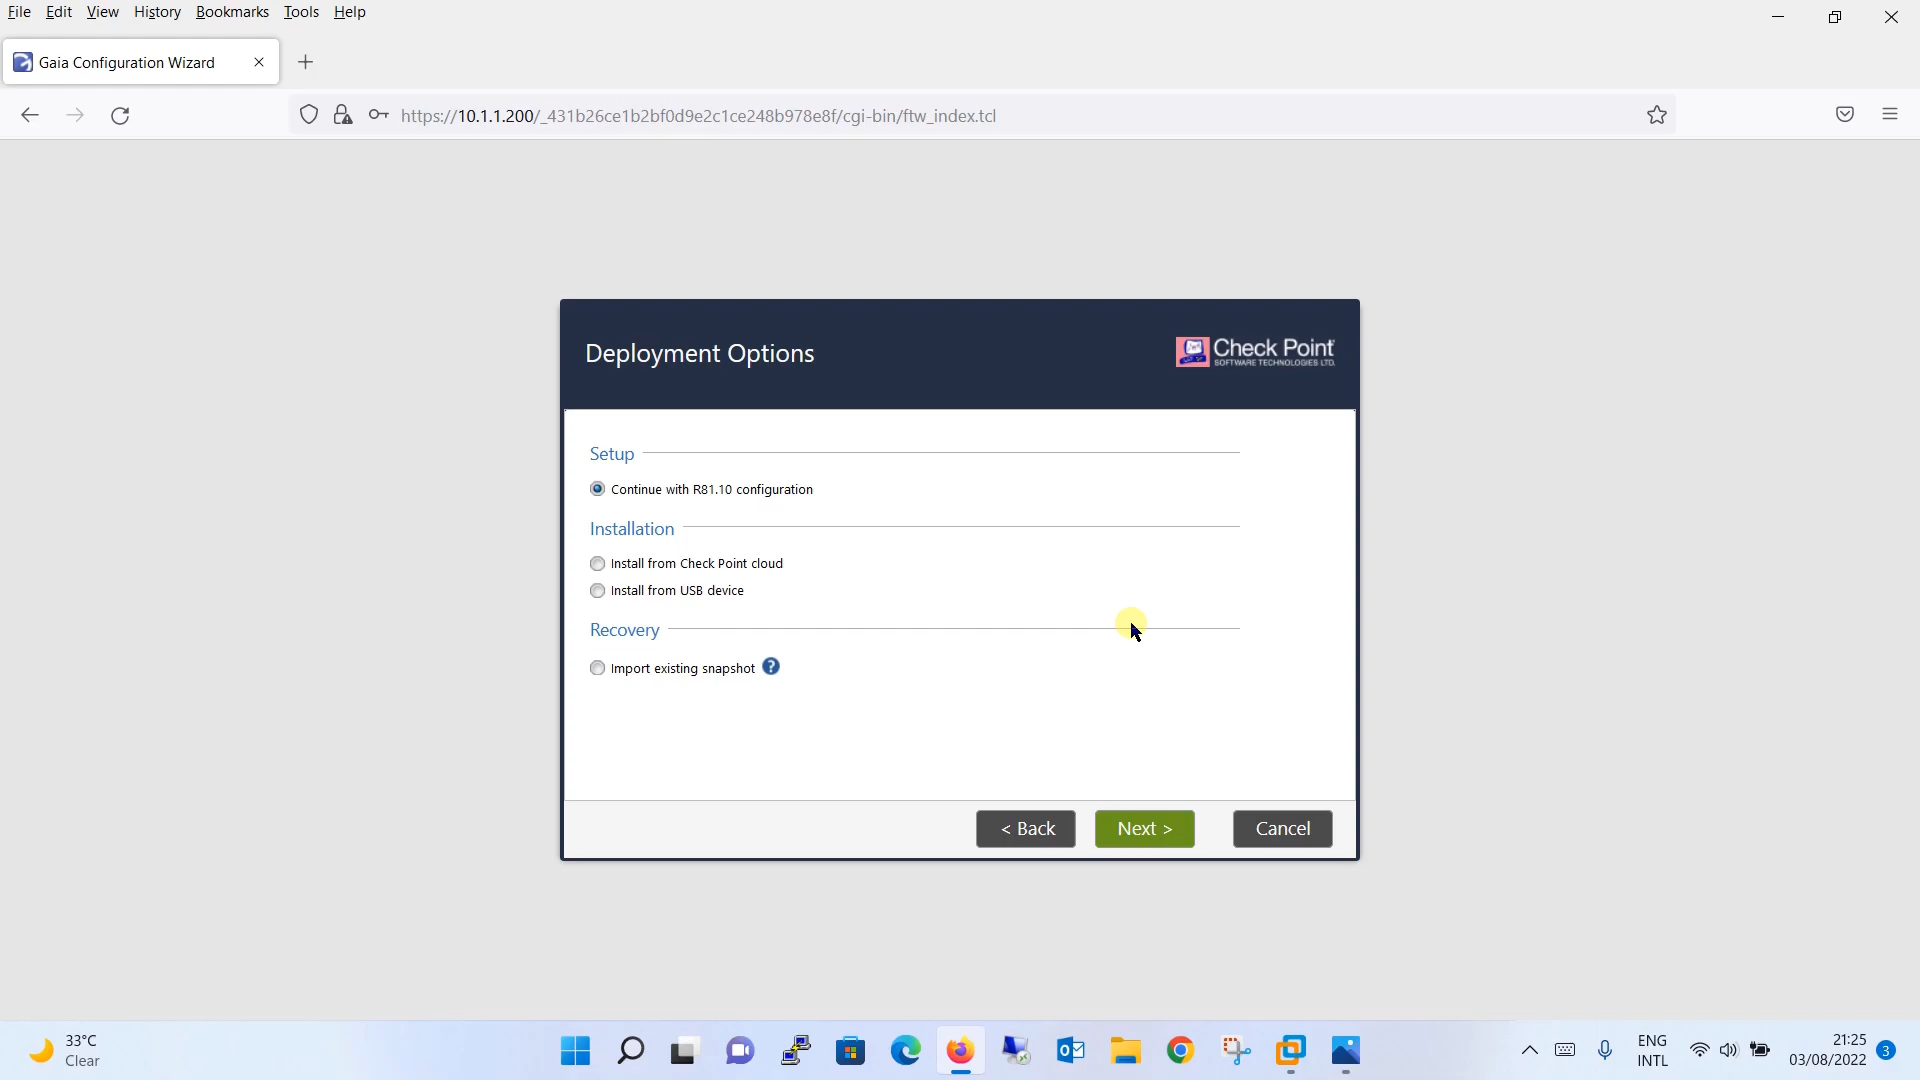 File Edit View History Bookmarks Tools Help
Gaia Configuration Wizard
https://10.1.1.200/_431b26ce1b2bf0d9e2c1ce248b978e8f/cgi-bin/ftw_index.tcl
Deployment Options
Check Point
SOFTWARE TECHNOLOGIES LTD.
Setup
Continue with R81.10 configuration
Installation
Install from Check Point cloud
Install from USB device
Recovery
Import existing snapshot ?
< Back Next > Cancel
33°C
Clear
ENG
INTL
21:25
03/08/2022
3